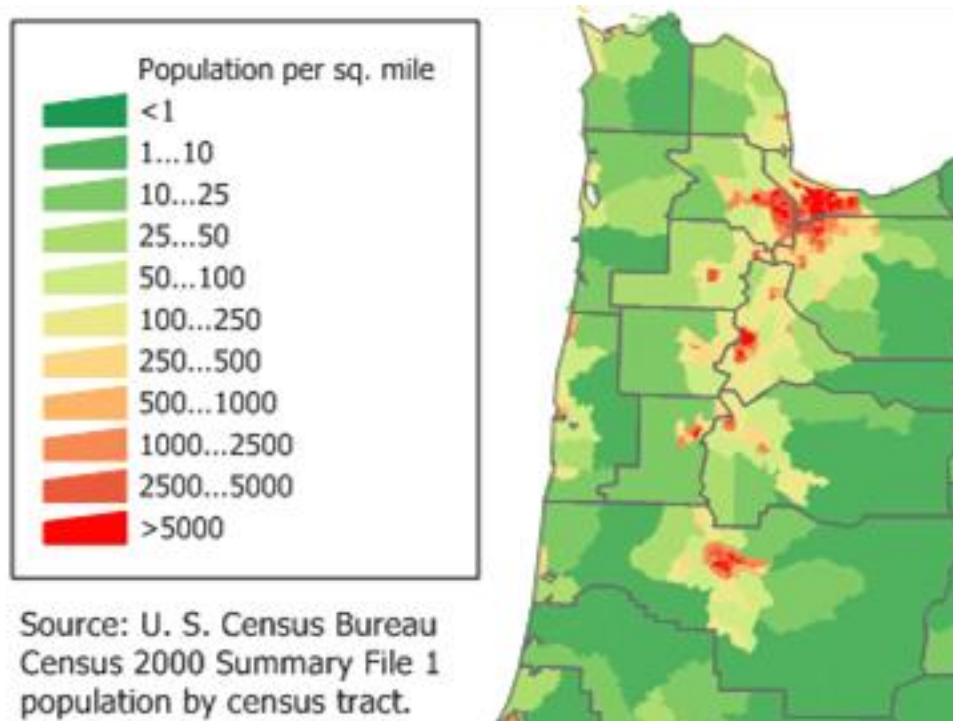 Population per sq. mile
<1
1...10
10...25
25...50
50...100
100...250
250...500
500...1000
1000...2500
2500...5000
>5000
Source: U. S. Census Bureau
Census 2000 Summary File 1
population by census tract.